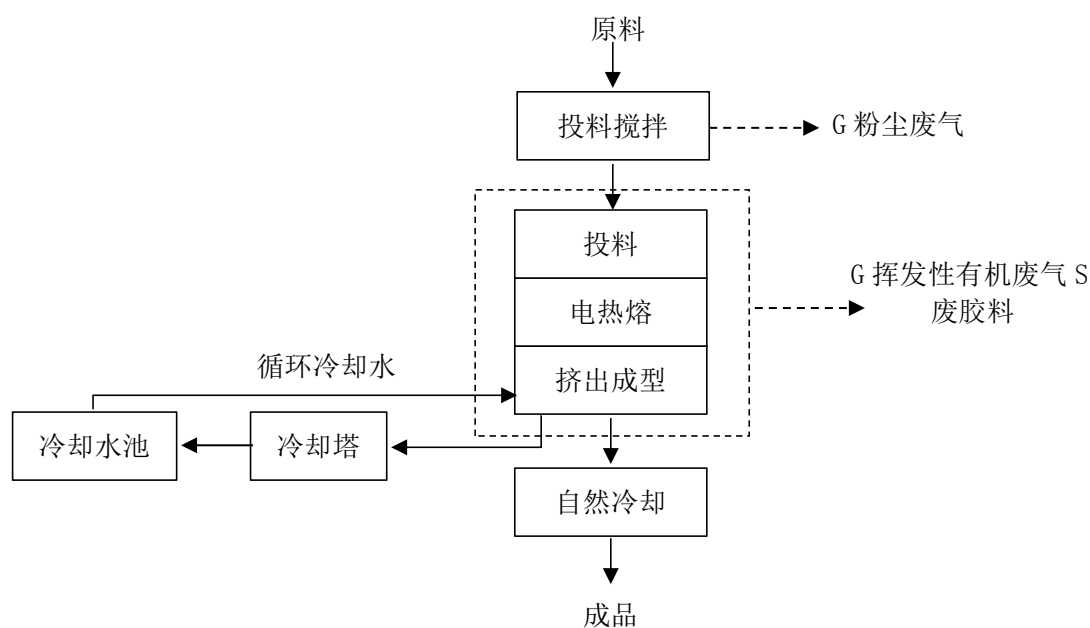 原料
投料搅拌
G 粉尘废气
投料
G 挥发性有机废气 S
废胶料
电热熔
循环冷却水
挤出成型
冷却水池
冷却塔
自然冷却
成品